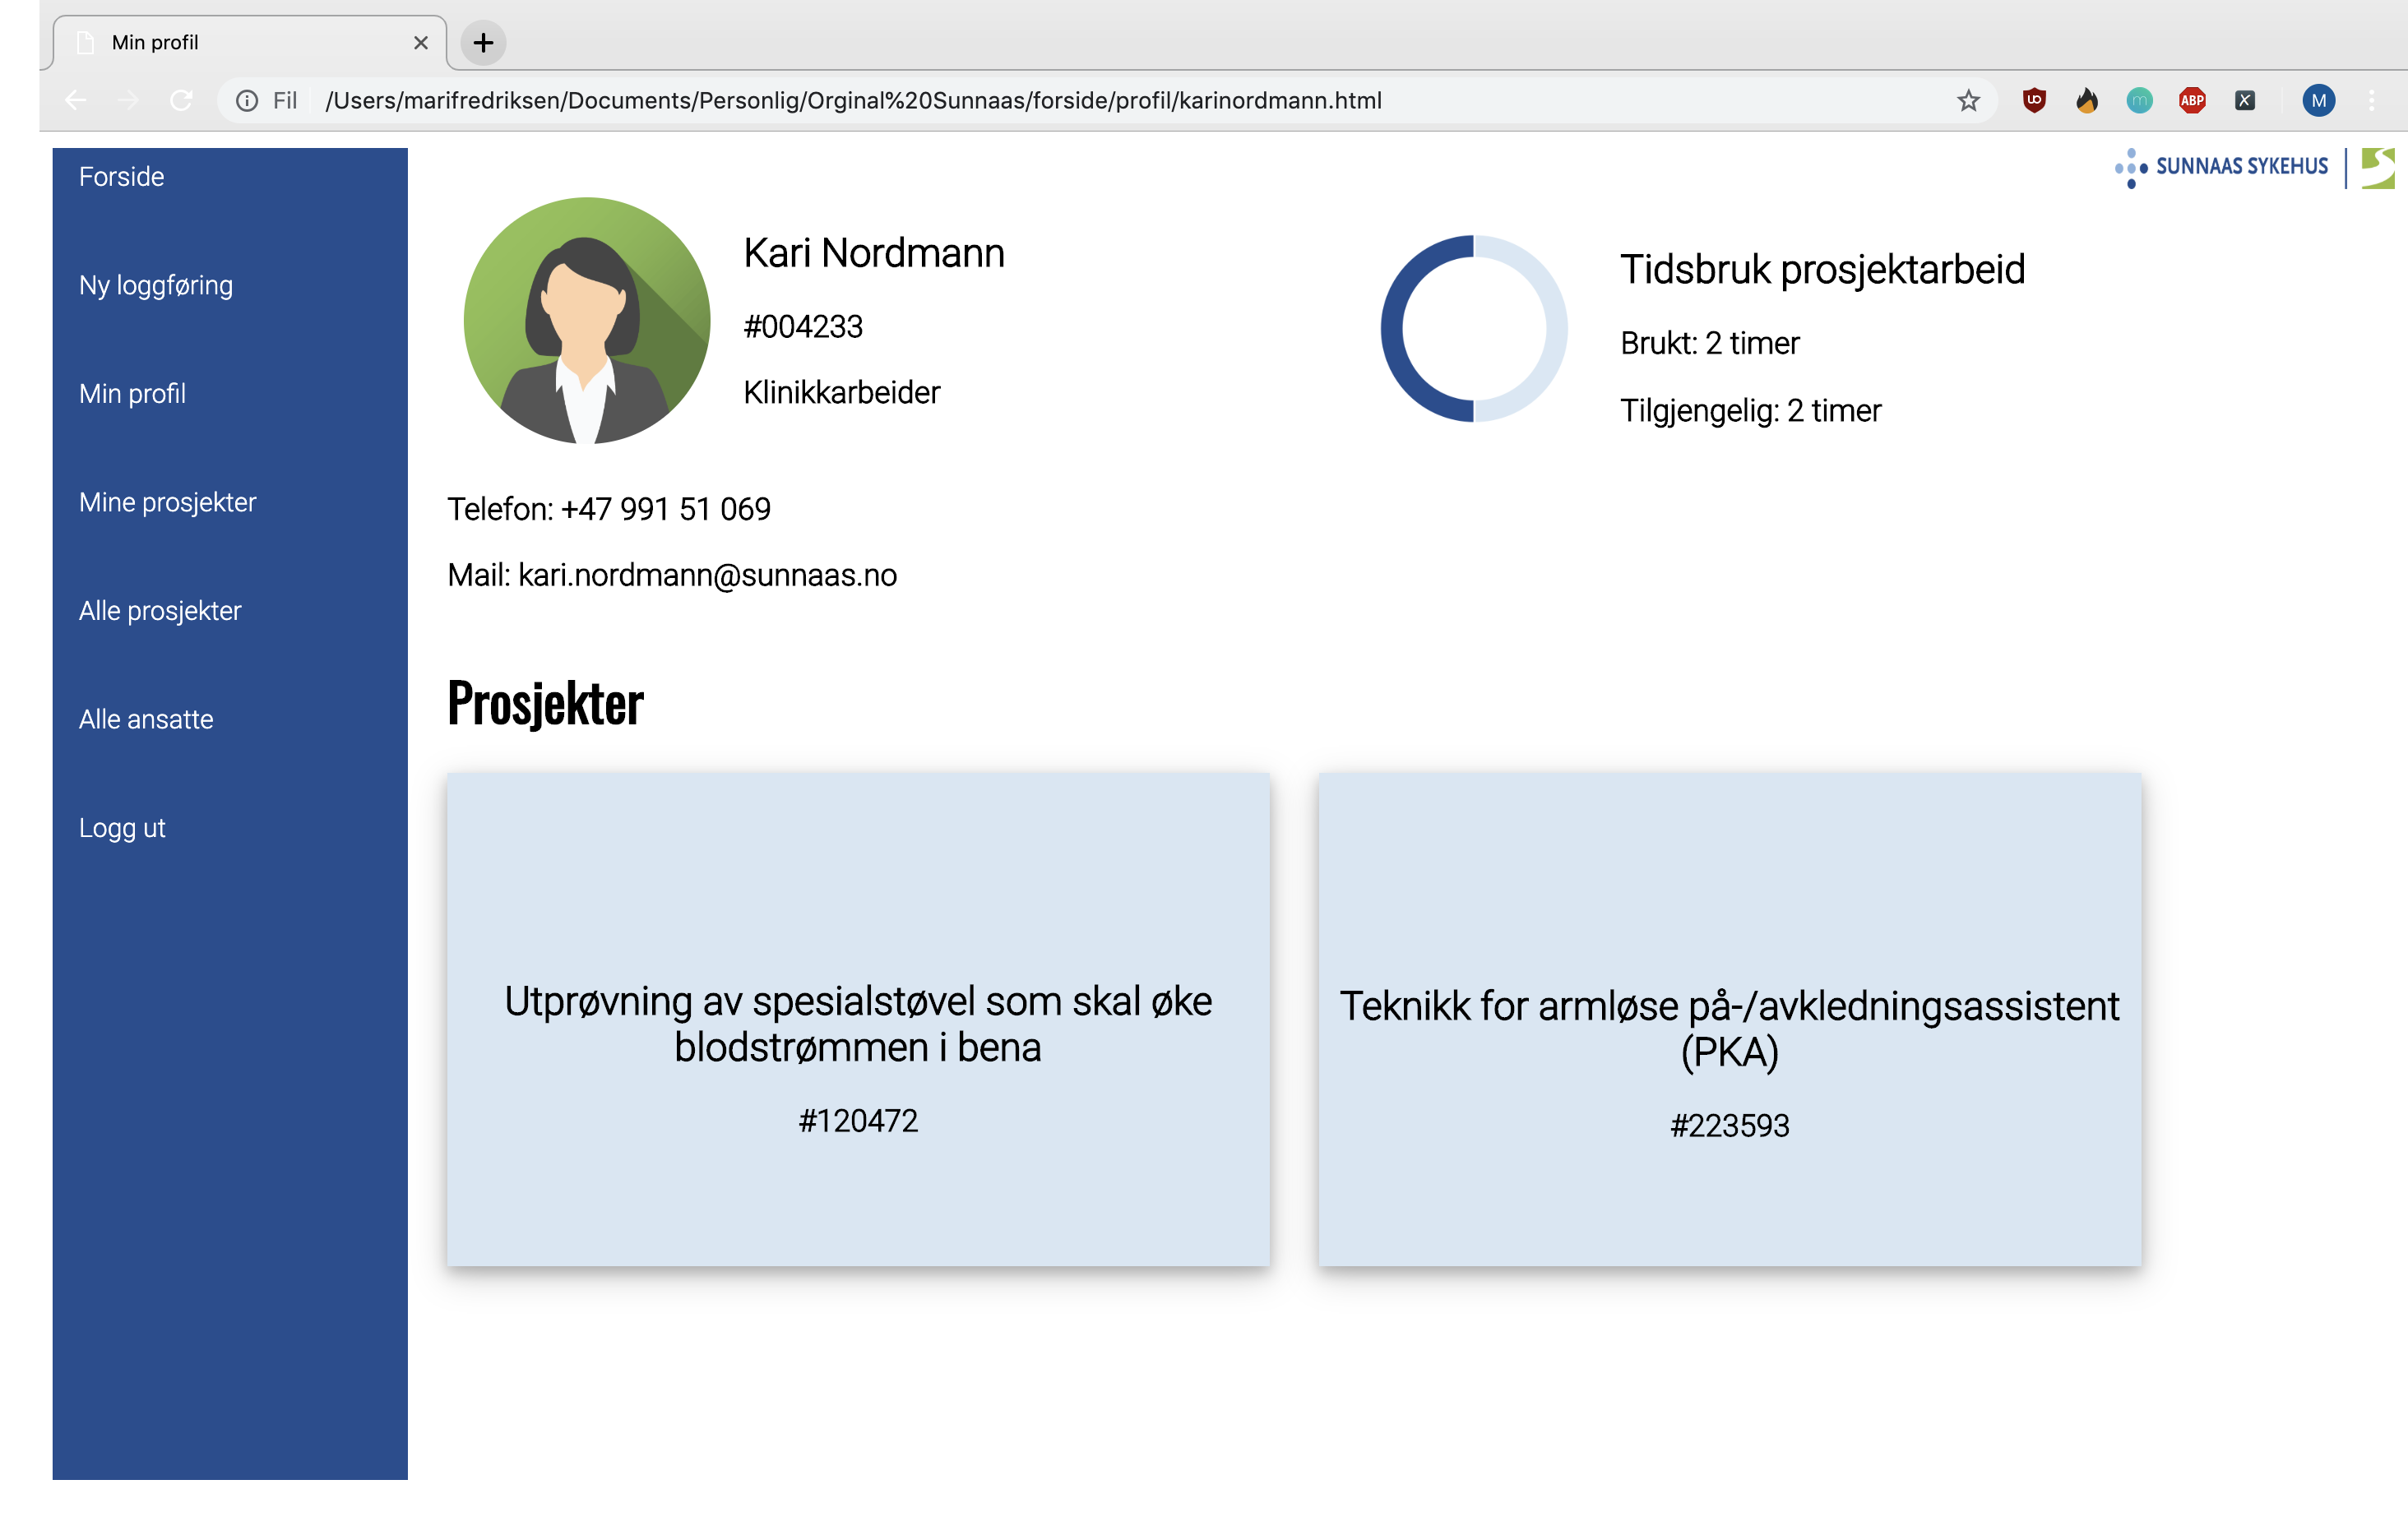 Min profil
Fil /Users/marifredriksen/Documents/Personlig/Orginal%20Sunnaas/forside/profil/karinordmann.html
ABP
M
SUNNAAS SYKEHUS
Forside
Ny loggføring
Min profil
Mine prosjekter
Alle prosjekter
Alle ansatte
Logg ut
Kari Nordmann
#004233
Klinikkarbeider
Tidsbruk prosjektarbeid
Brukt: 2 timer
Tilgjengelig: 2 timer
Telefon: +47 991 51 069
Mail: kari.nordmann@sunnaas.no
Prosjekter
Utprøvning av spesialstøvel som skal øke
blodstrømmen i bena
#120472
Teknikk for armløse på-/avkledningsassistent
(PKA)
#223593